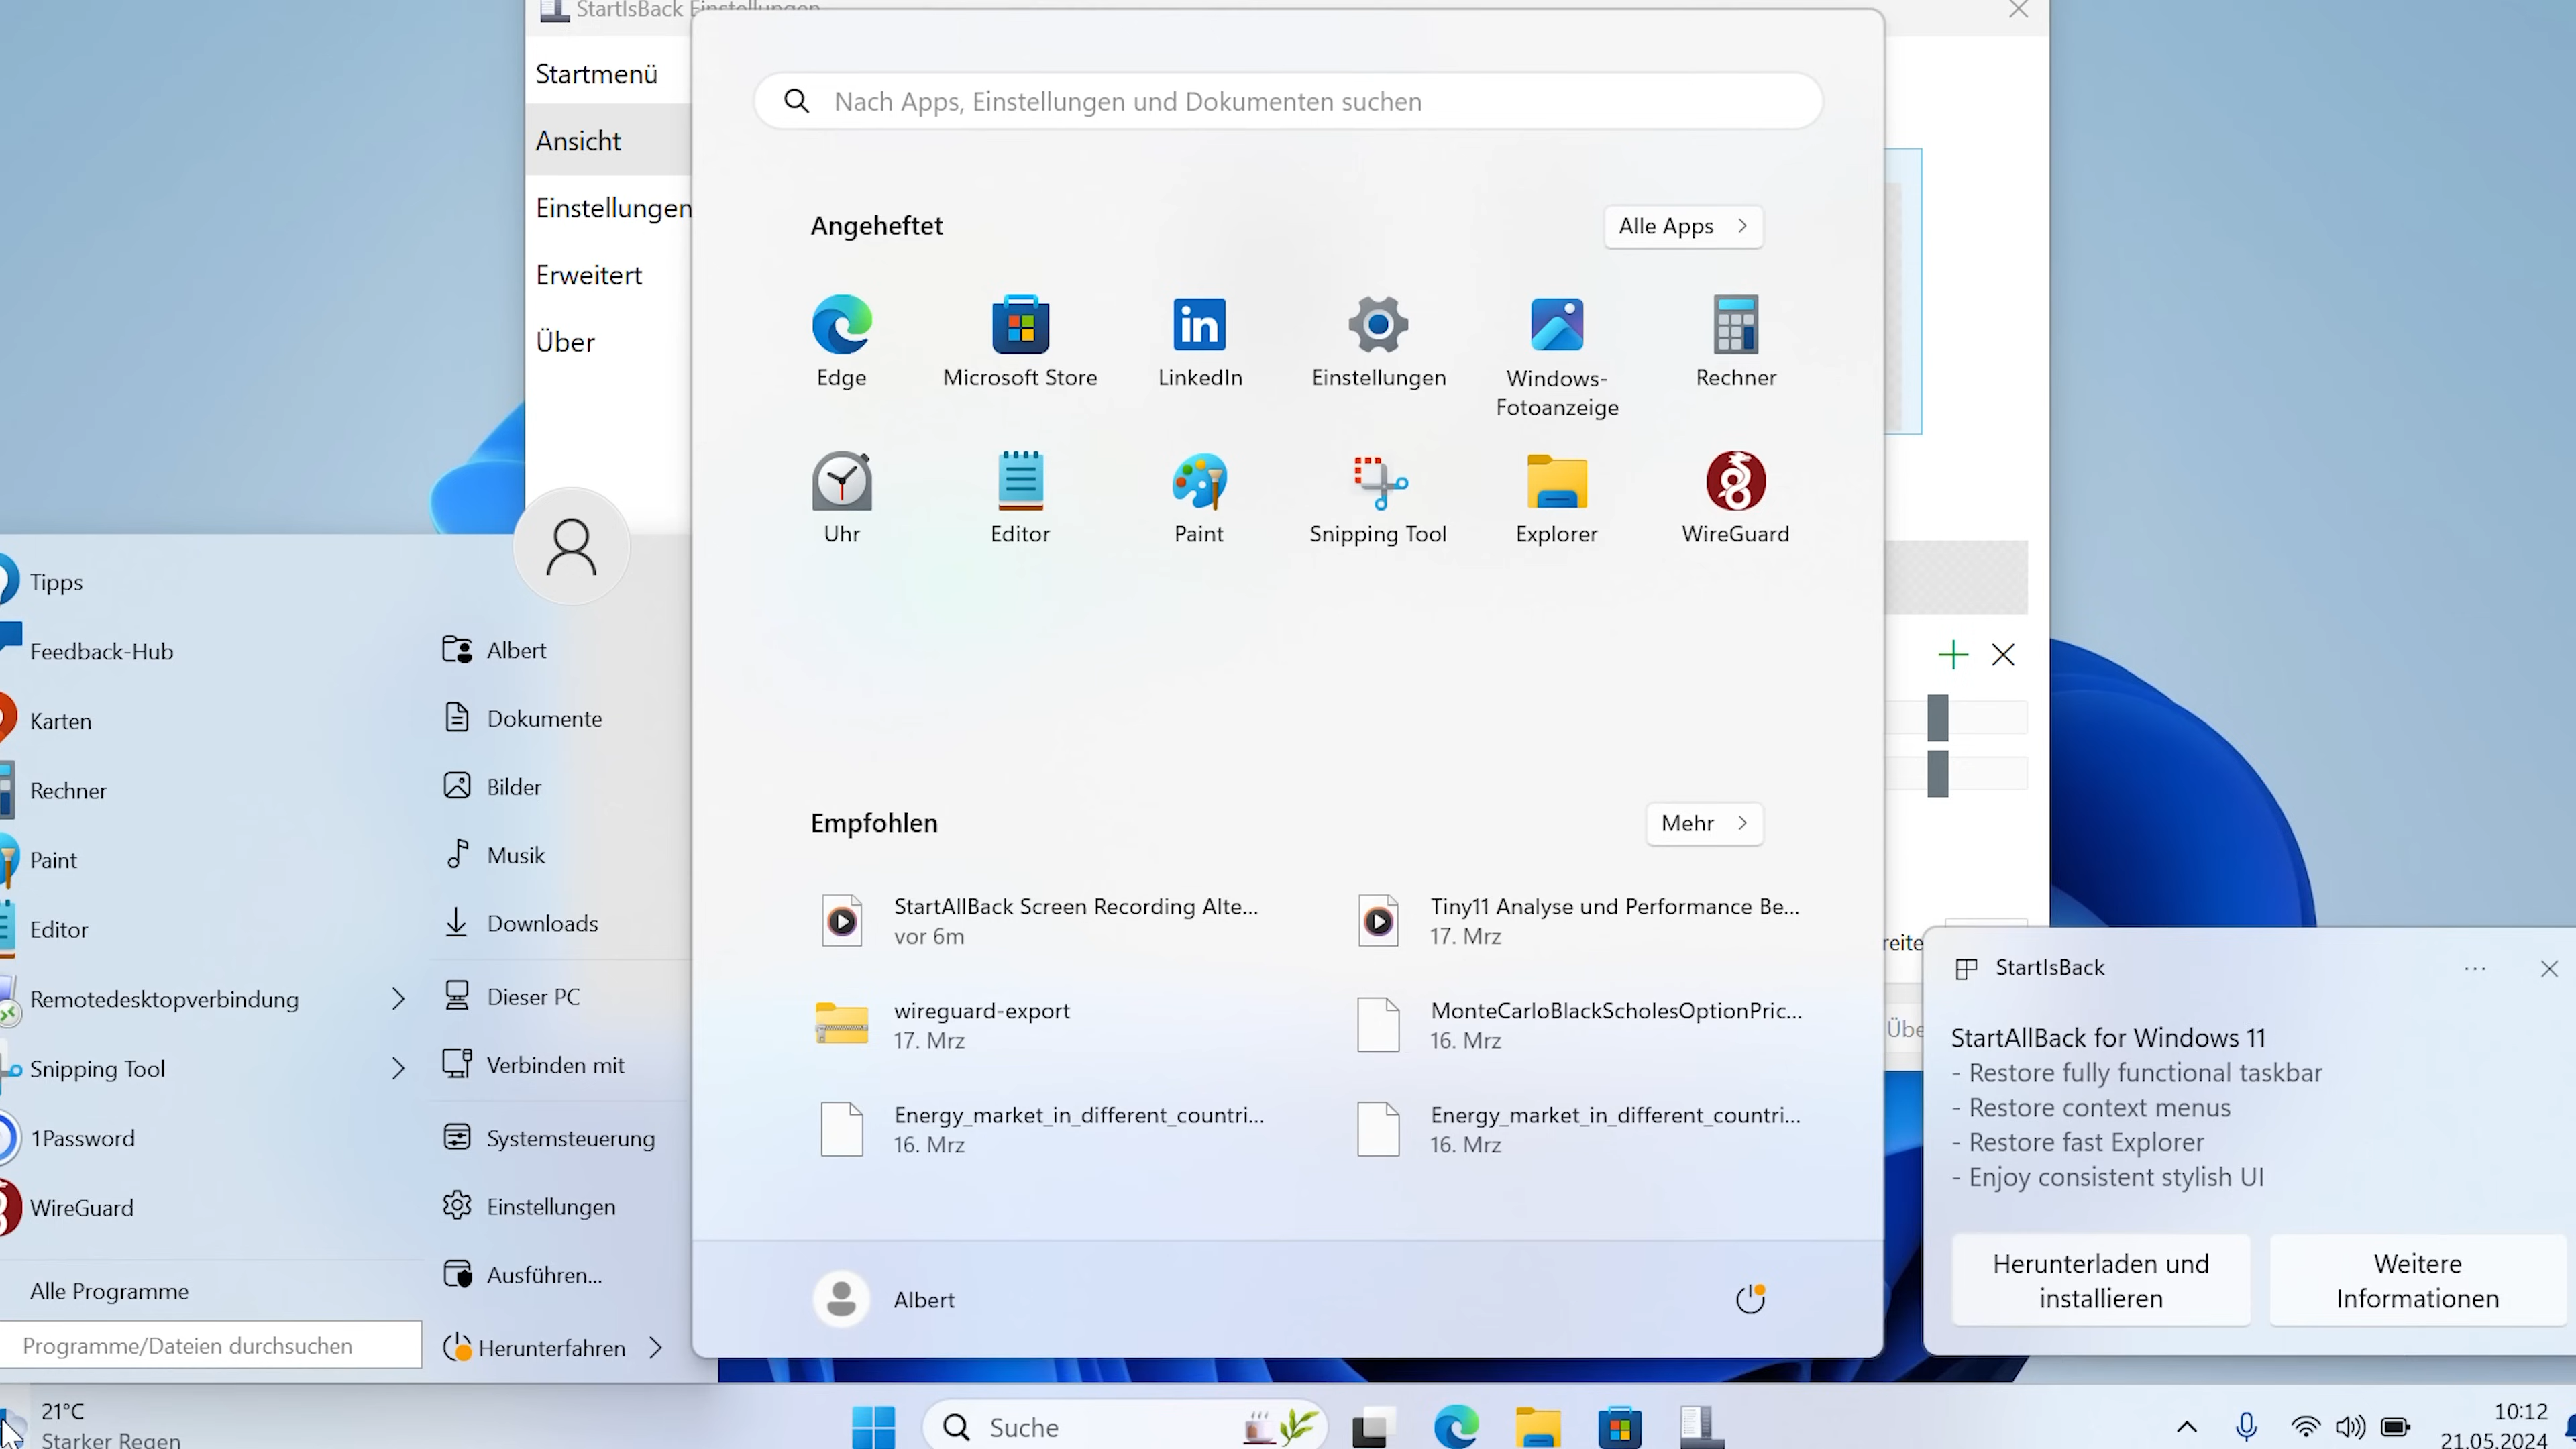 StartIsBack Einstellungen
Startmenü
Ansicht
Einstellungen
Erweitert
Über
Nach Apps, Einstellungen und Dokumenten suchen
Angeheftet
Alle Apps
Edge
Microsoft Store
LinkedIn
Einstellungen
Windows-
Fotoanzeige
Rechner
Uhr
Editor
Paint
Snipping Tool
Explorer
WireGuard
Empfohlen
Mehr
StartAllBack Screen Recording Alte...
vor 6m
Tiny11 Analyse und Performance Be...
17. Mrz
wireguard-export
17. Mrz
MonteCarloBlackScholesOptionPric...
16. Mrz
Energy_market_in_different_countri...
16. Mrz
Energy_market_in_different_countri...
16. Mrz
Albert
Tipps
Feedback-Hub
Karten
Rechner
Paint
Editor
Remotedesktopverbindung
Snipping Tool
1Password
WireGuard
Alle Programme
Programme/Dateien durchsuchen
Albert
Dokumente
Bilder
Musik
Downloads
Dieser PC
Verbinden mit
Systemsteuerung
Einstellungen
Ausführen...
Herunterfahren
reite
Übe
StartIsBack
StartAllBack for Windows 11
- Restore fully functional taskbar
- Restore context menus
- Restore fast Explorer
- Enjoy consistent stylish UI
Herunterladen und
installieren
Weitere
Informationen
21°C
Starker Regen
Suche
10:12
21.05.2024